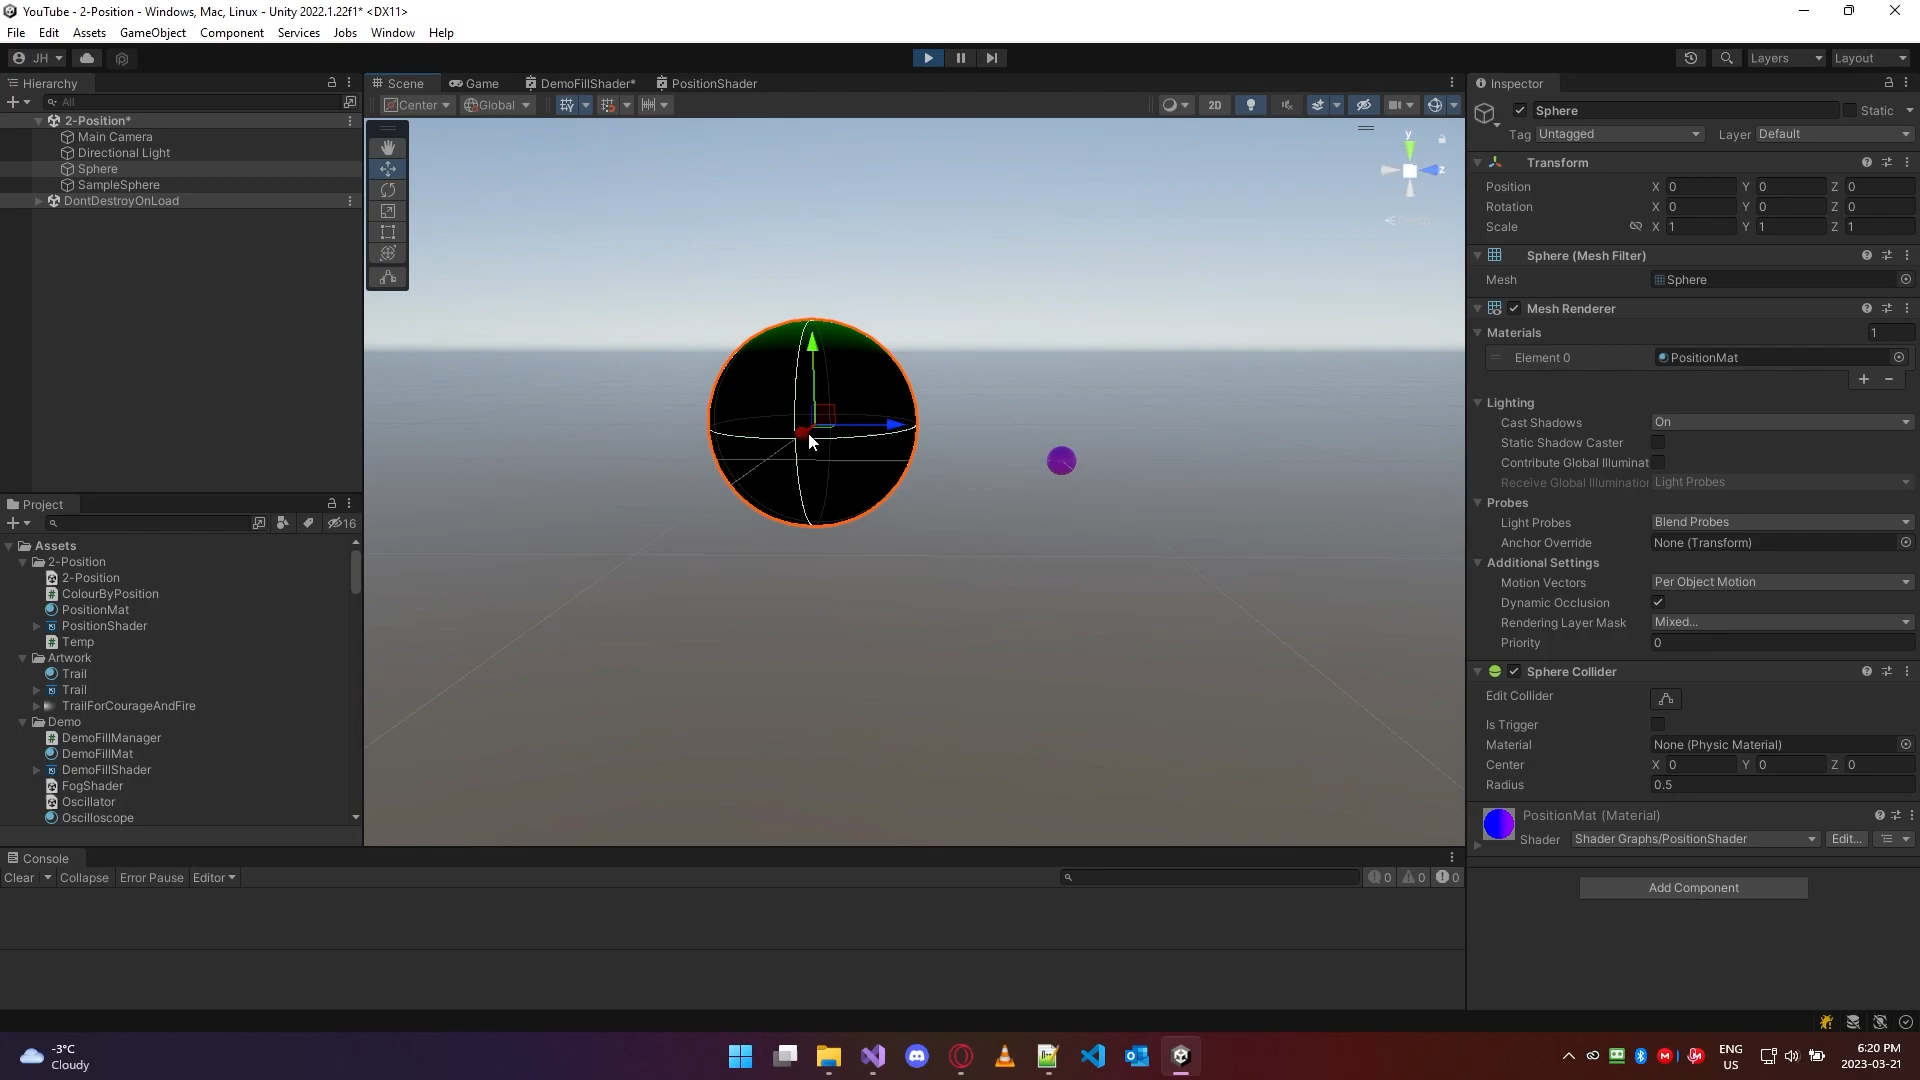 YouTube - 2-Position - Windows, Mac, Linux - Unity 2022.1.22f1* <DX11>
File Edit Assets GameObject Component Services Jobs Window Help
JH
Layers Layout
Hierarchy
All
2-Position*
Main Camera
Directional Light
Sphere
SampleSphere
DontDestroyOnLoad
Scene Game DemoFillShader* PositionShader
Center Global
2D
y
z
Persp
Project
16
Assets
2-Position
2-Position
ColourByPosition
PositionMat
PositionShader
Temp
Artwork
Trail
Trail
TrailForCourageAndFire
Demo
DemoFillManager
DemoFillMat
DemoFillShader
FogShader
Oscillator
Oscilloscope
Console
Clear Collapse Error Pause Editor
0 0 0
Inspector
Sphere Static
Tag Untagged Layer Default
Transform
Position X 0 Y 0 Z 0
Rotation X 0 Y 0 Z 0
Scale X 1 Y 1 Z 1
Sphere (Mesh Filter)
Mesh Sphere
Mesh Renderer
Materials 1
Element 0 PositionMat
Lighting
Cast Shadows On
Static Shadow Caster
Contribute Global Illuminat
Receive Global Illumination Light Probes
Probes
Light Probes Blend Probes
Anchor Override None (Transform)
Additional Settings
Motion Vectors Per Object Motion
Dynamic Occlusion
Rendering Layer Mask Mixed...
Priority 0
Sphere Collider
Edit Collider
Is Trigger
Material None (Physic Material)
Center X 0 Y 0 Z 0
Radius 0.5
PositionMat (Material)
Shader Shader Graphs/PositionShader Edit...
Add Component
-3°C
Cloudy
ENG
US
6:20 PM
2023-03-21